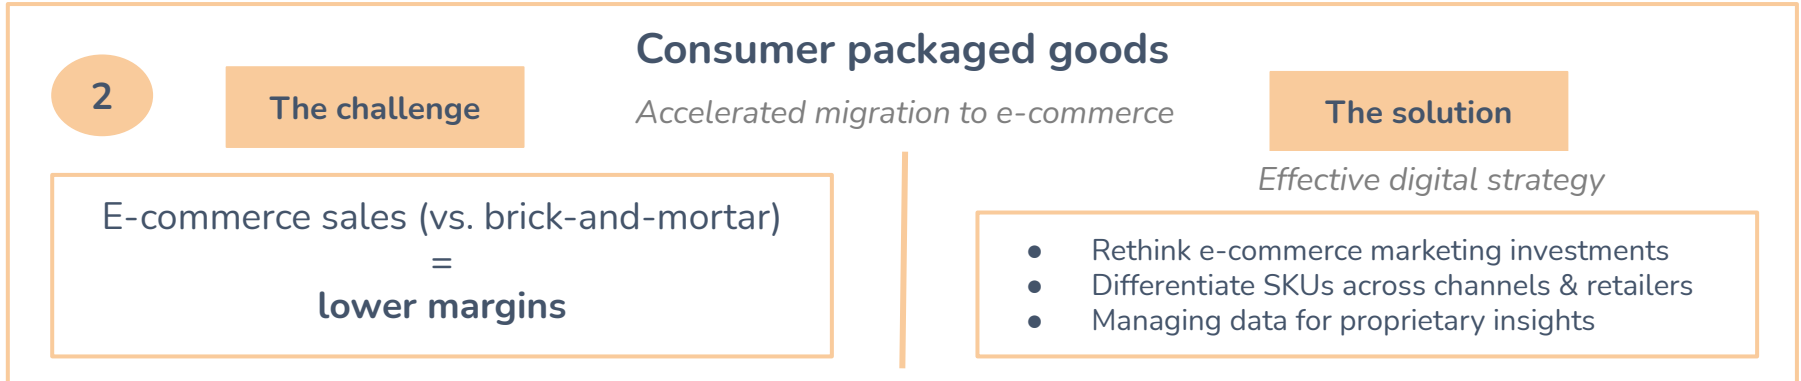 Consumer packaged goods
Accelerated migration to e-commerce
2
The challenge
E-commerce sales (vs. brick-and-mortar)
=
lower margins
The solution
Effective digital strategy
● Rethink e-commerce marketing investments
● Differentiate SKUs across channels & retailers
● Managing data for proprietary insights